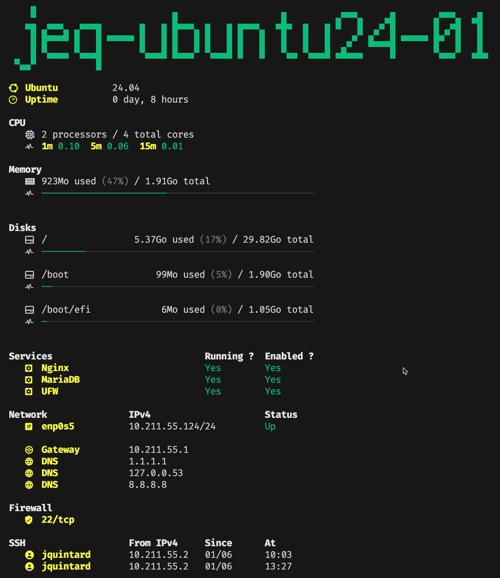 jeq-ubuntu24-01
Ubuntu 24.04
Uptime 0 day, 8 hours
CPU
2 processors / 4 total cores
1m 0.10 5m 0.06 15m 0.01
Memory
923Mo used (47%) / 1.91Go total
Disks
/ 5.37Go used (17%) / 29.82Go total
/boot 99Mo used (5%) / 1.90Go total
/boot/efi 6Mo used (0%) / 1.05Go total
Services Running ? Enabled ?
Nginx Yes Yes
MariaDB Yes Yes
UFW Yes Yes
Network IPv4 Status
enp0s5 10.211.55.124/24 Up
Gateway 10.211.55.1
DNS 1.1.1.1
DNS 127.0.0.53
DNS 8.8.8.8
Firewall
22/tcp
SSH From IPv4 Since At
jquintard 10.211.55.2 01/06 10:03
jquintard 10.211.55.2 01/06 13:27